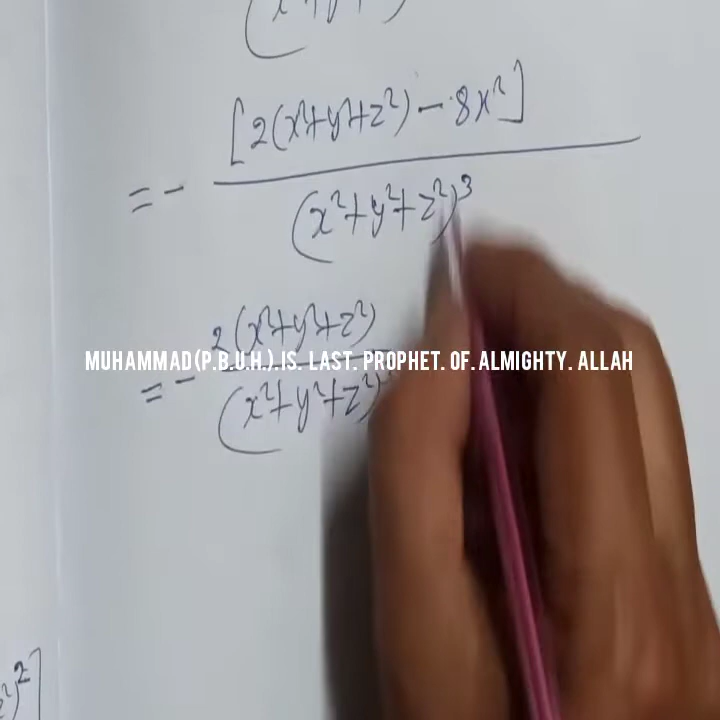 [2(x²+y²+z²) - 8x²]
= -
(x²+y²+z²)³
2(x²+y²+z²)
MUHAMMAD(P.B.U.H.).IS. LAST. PROPHET. OF. ALMIGHTY. ALLAH
= -
(x²+y²+z²)